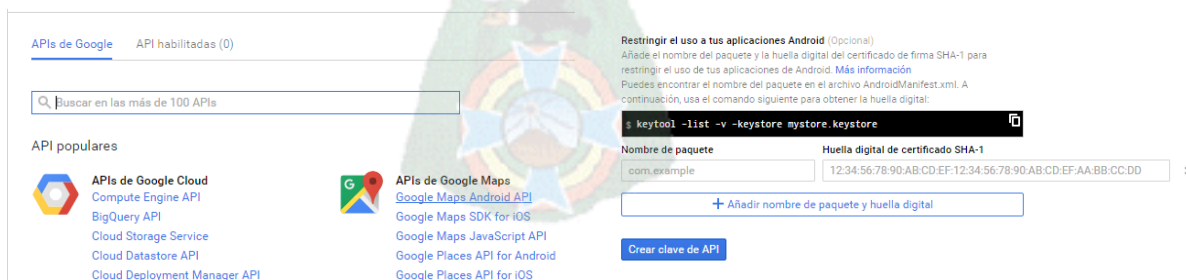 APIs de Google API habilitadas (0)
Buscar en las más de 100 APIs
API populares
APIs de Google Cloud
Compute Engine API
BigQuery API
Cloud Storage Service
Cloud Datastore API
Cloud Deployment Manager API
G
APIs de Google Maps
Google Maps Android API
Google Maps SDK for iOS
Google Maps JavaScript API
Google Places API for Android
Google Places API for iOS
Restringir el uso a tus aplicaciones Android (Opcional)
Añade el nombre del paquete y la huella digital del certificado de firma SHA-1 para
restringir el uso de tus aplicaciones de Android. Más información
Puedes encontrar el nombre del paquete en el archivo AndroidManifest.xml. A
continuación, usa el comando siguiente para obtener la huella digital:
$ keytool -list -v -keystore mystore.keystore
Nombre de paquete Huella digital de certificado SHA-1
com.example 12:34:56:78:90:AB:CD:EF:12:34:56:78:90:AB:CD:EF:AA:BB:CC:DD
+ Añadir nombre de paquete y huella digital
Crear clave de API